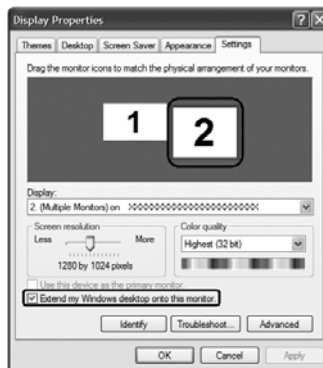 Display Properties
Themes Desktop Screen Saver Appearance Settings
Drag the monitor icons to match the physical arrangement of your monitors.
1 2
Display:
2. (Multiple Monitors) on XXXXXXXXXXXXXXXXXXXXXXX
Screen resolution
Less More
1280 by 1024 pixels
Color quality
Highest (32 bit)
Use this device as the primary monitor.
Extend my Windows desktop onto this monitor.
Identify Troubleshoot... Advanced
OK Cancel Apply